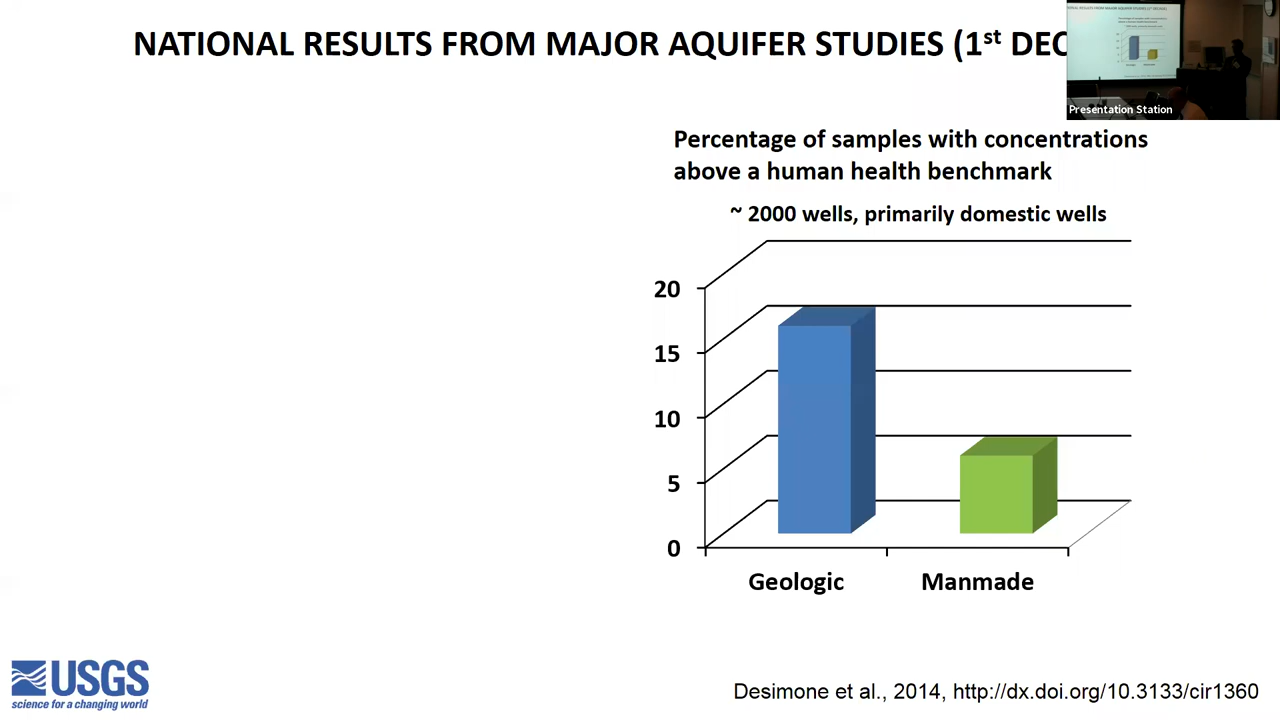 NATIONAL RESULTS FROM MAJOR AQUIFER STUDIES (1st DEC
Presentation Station
Percentage of samples with concentrations
above a human health benchmark
~ 2000 wells, primarily domestic wells
20
15
10
5
0
Geologic
Manmade
USGS
science for a changing world
Desimone et al., 2014, http://dx.doi.org/10.3133/cir1360